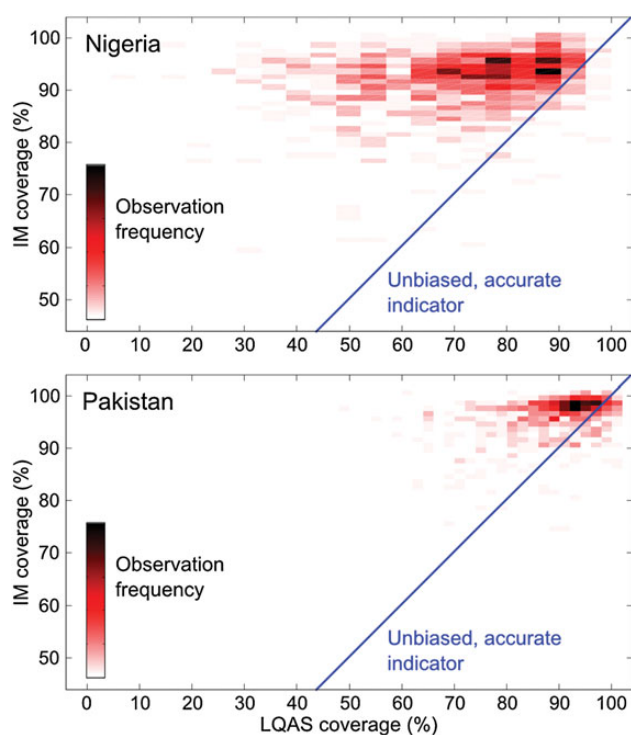 Nigeria
IM coverage (%)
100
90
80
70
60
50
Observation
frequency
Unbiased, accurate
indicator
0 10 20 30 40 50 60 70 80 90 100
Pakistan
IM coverage (%)
100
90
80
70
60
50
Observation
frequency
Unbiased, accurate
indicator
0 10 20 30 40 50 60 70 80 90 100
LQAS coverage (%)